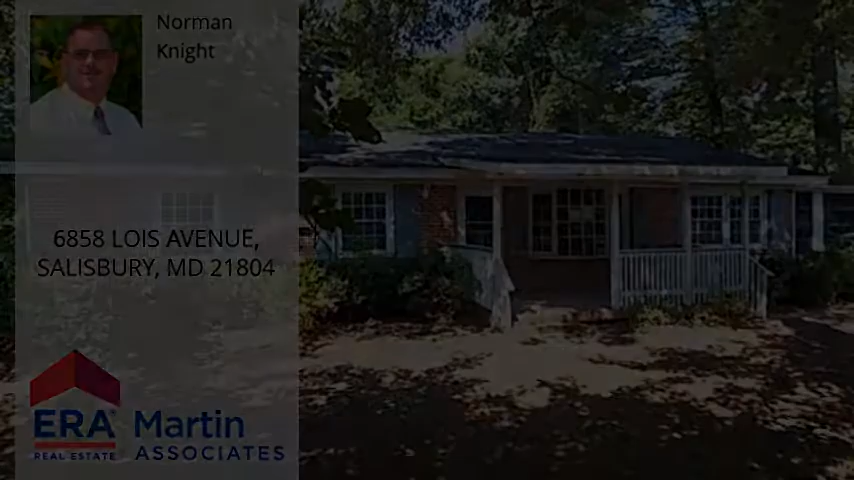 Norman
Knight
6858 LOIS AVENUE,
SALISBURY, MD 21804
ERA
REAL ESTATE
Martin
ASSOCIATES